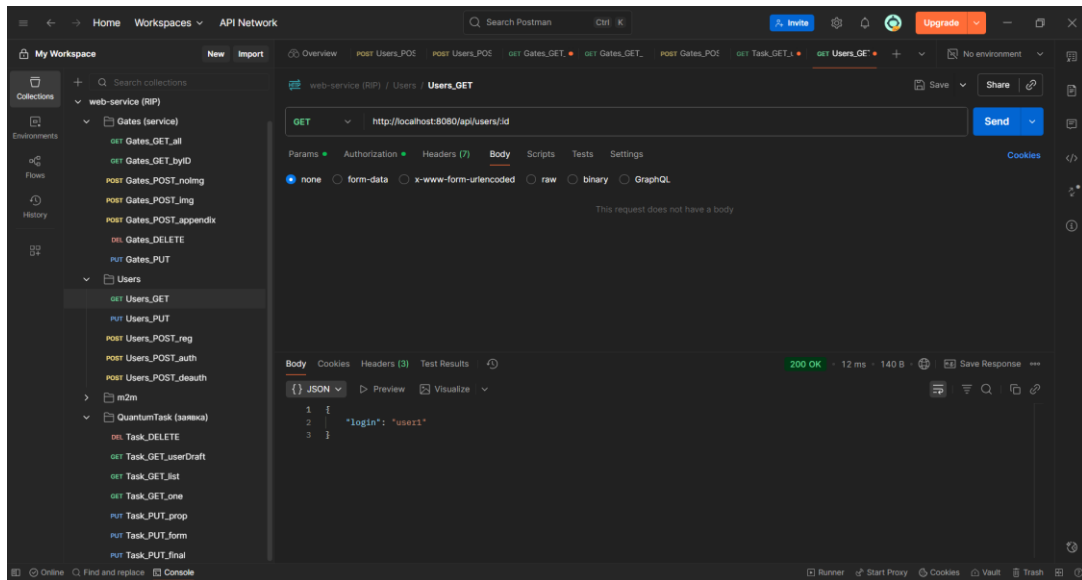 Home Workspaces API Network Search Postman Ctrl K Invite Upgrade
My Workspace New Import Overview POST Users_POS POST Users_POS GET Gates_GET_ GET Gates_GET_ POST Gates_POS GET Task_GET_u GET Users_GET No environment
Search collections
Collections
Environments
Flows
History
web-service (RIP)
Gates (service)
GET Gates_GET_all
GET Gates_GET_byID
POST Gates_POST_noImg
POST Gates_POST_img
POST Gates_POST_appendix
DEL Gates_DELETE
PUT Gates_PUT
Users
GET Users_GET
PUT Users_PUT
POST Users_POST_reg
POST Users_POST_auth
POST Users_POST_deauth
m2m
QuantumTask (заявка)
DEL Task_DELETE
GET Task_GET_userDraft
GET Task_GET_list
GET Task_GET_one
PUT Task_PUT_prop
PUT Task_PUT_form
PUT Task_PUT_final
web-service (RIP) / Users / Users_GET Save Share
GET http://localhost:8080/api/users/:id Send
Params Authorization Headers (7) Body Scripts Tests Settings Cookies
none form-data x-www-form-urlencoded raw binary GraphQL
This request does not have a body
Body Cookies Headers (3) Test Results 200 OK 12 ms 140 B Save Response
{} JSON Preview Visualize
1 {
2 "login": "user1"
3 }
Online Find and replace Console Runner Start Proxy Cookies Vault Trash